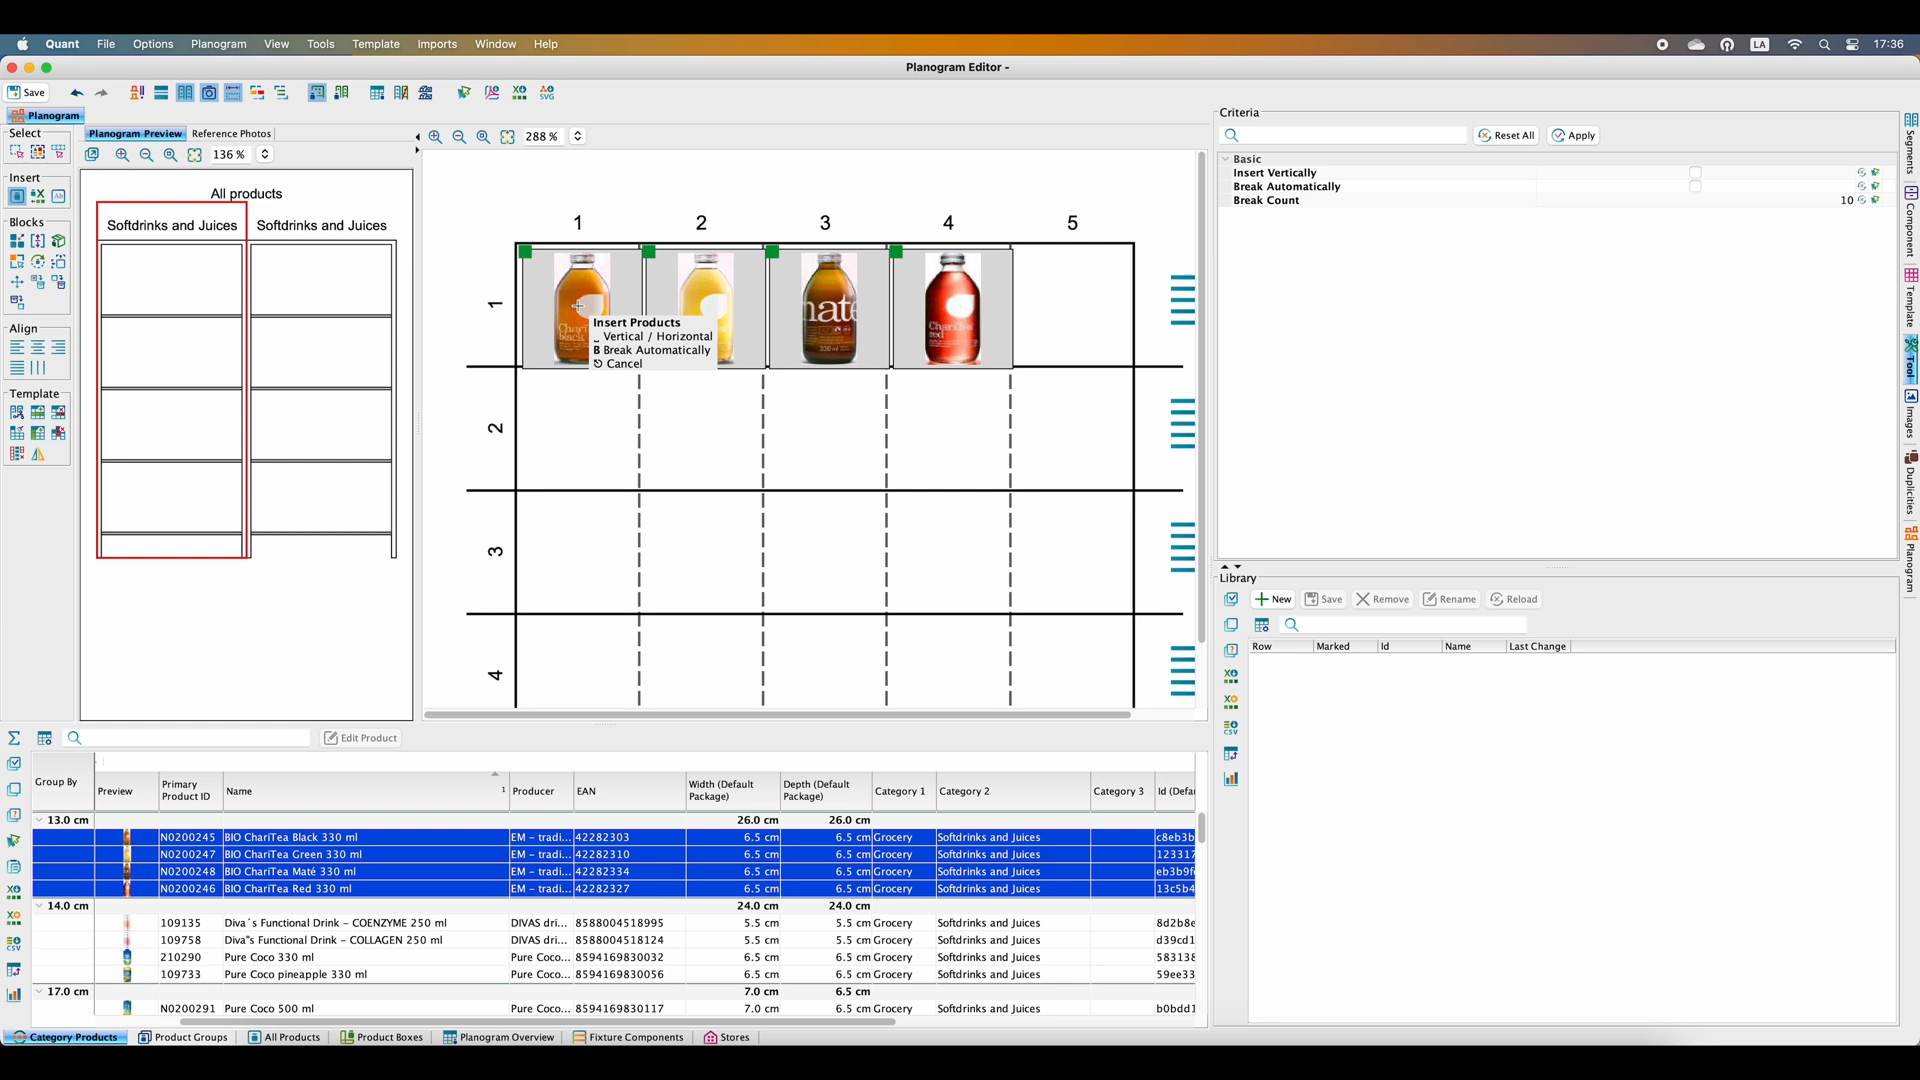 Quant File Options Planogram View Tools Template Imports Window Help LA 17:36
Planogram Editor -
Save
Planogram
Select
Insert
Blocks
Align
Template
Planogram Preview Reference Photos
136 %
All products
Softdrinks and Juices Softdrinks and Juices
288 %
1 2 3 4 5
1
2
3
4
Insert Products
Vertical / Horizontal
B Break Automatically
Cancel
Criteria
Reset All Apply
Basic
Insert Vertically
Break Automatically
Break Count 10
Library
New Save Remove Rename Reload
Row Marked Id Name Last Change
Segments
Component
Template
Tool
Images
Duplicities
Planogram
Edit Product
Group By Preview Primary Product ID Name 1 Producer EAN Width (Default Package) Depth (Default Package) Category 1 Category 2 Category 3 Id (Defau
13.0 cm 26.0 cm 26.0 cm
N0200245 BIO ChariTea Black 330 ml EM - tradi... 42282303 6.5 cm 6.5 cm Grocery Softdrinks and Juices c8eb3b
N0200247 BIO ChariTea Green 330 ml EM - tradi... 42282310 6.5 cm 6.5 cm Grocery Softdrinks and Juices 123317
N0200248 BIO ChariTea Maté 330 ml EM - tradi... 42282334 6.5 cm 6.5 cm Grocery Softdrinks and Juices eb3b9f
N0200246 BIO ChariTea Red 330 ml EM - tradi... 42282327 6.5 cm 6.5 cm Grocery Softdrinks and Juices 13c5b4
14.0 cm 24.0 cm 24.0 cm
109135 Diva´s Functional Drink - COENZYME 250 ml DIVAS dri... 8588004518995 5.5 cm 5.5 cm Grocery Softdrinks and Juices 8d2b8e
109758 Diva"s Functional Drink - COLLAGEN 250 ml DIVAS dri... 8588004518124 5.5 cm 5.5 cm Grocery Softdrinks and Juices d39cd1
210290 Pure Coco 330 ml Pure Coco... 8594169830032 6.5 cm 6.5 cm Grocery Softdrinks and Juices 583138
109733 Pure Coco pineapple 330 ml Pure Coco... 8594169830056 6.5 cm 6.5 cm Grocery Softdrinks and Juices 59ee33
17.0 cm 7.0 cm 6.5 cm
N0200291 Pure Coco 500 ml Pure Coco... 8594169830117 7.0 cm 6.5 cm Grocery Softdrinks and Juices b0bdd1
Category Products Product Groups All Products Product Boxes Planogram Overview Fixture Components Stores